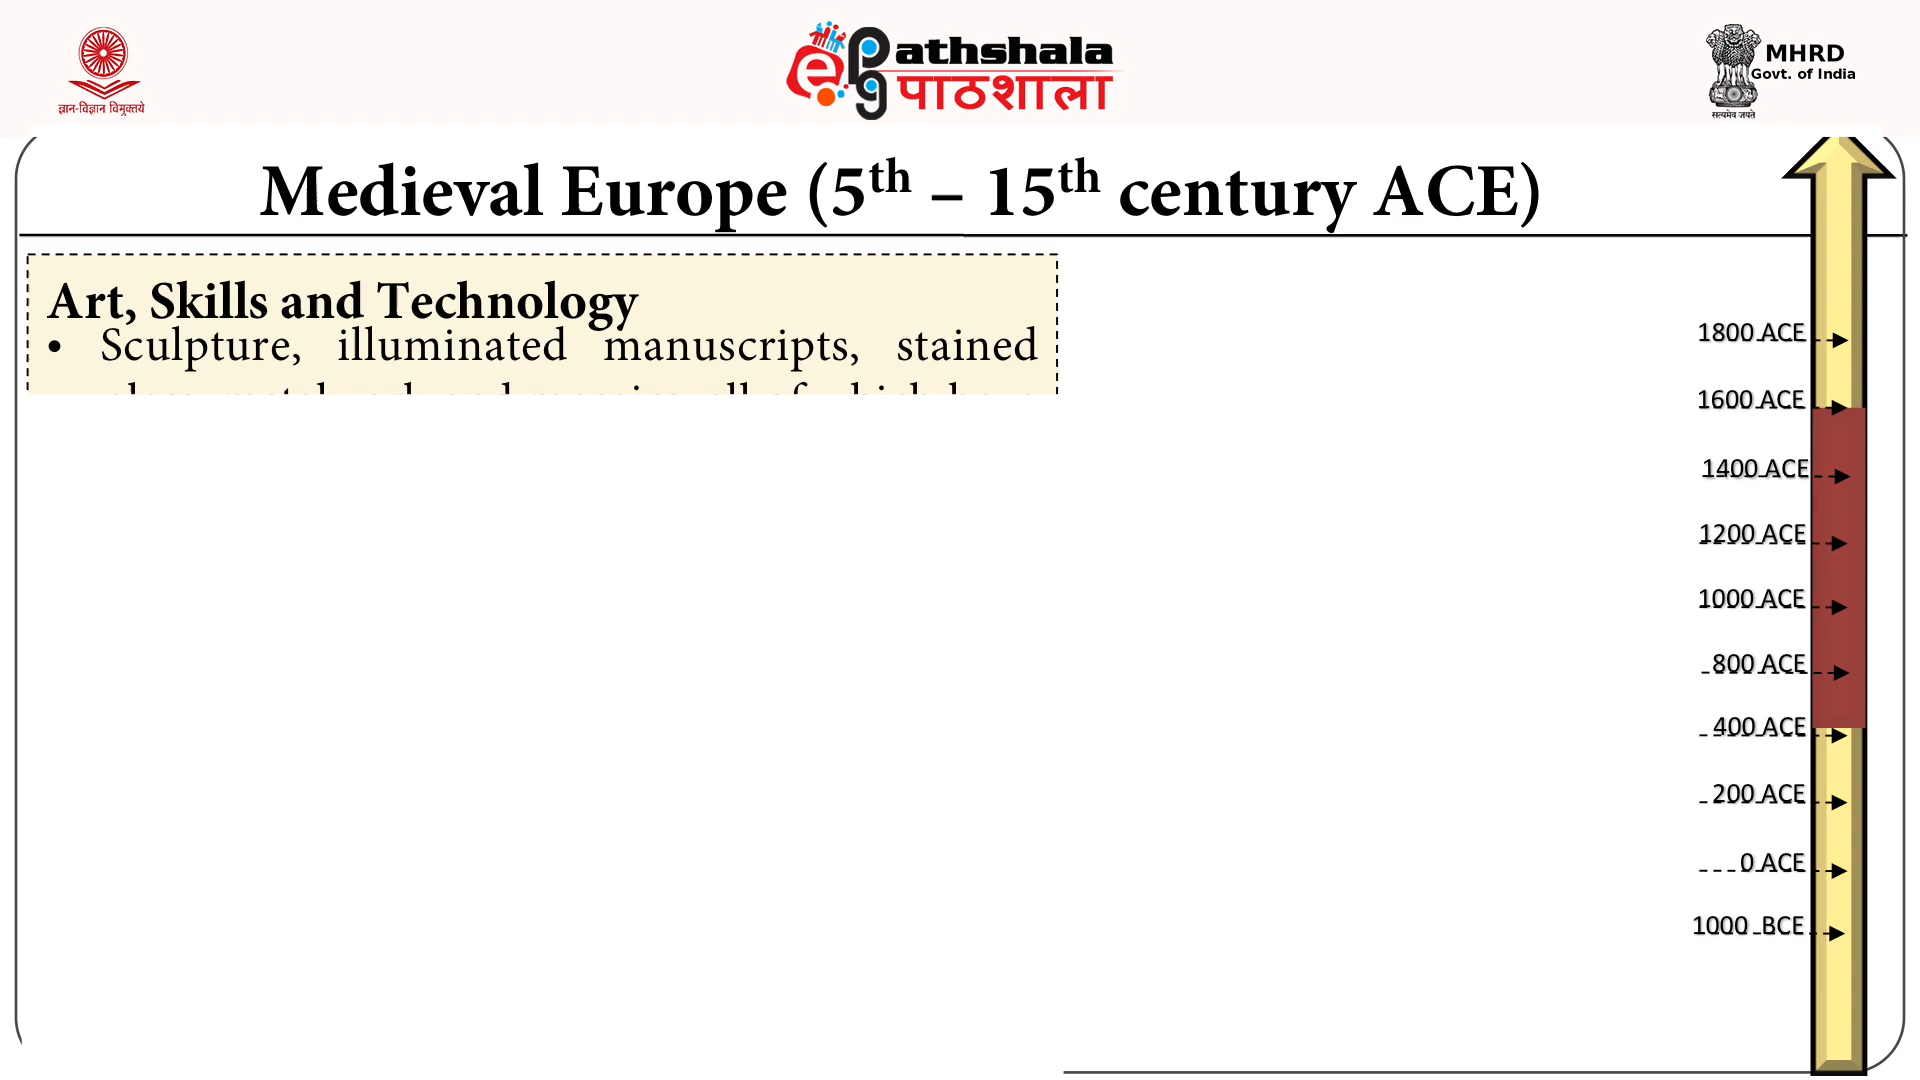 ज्ञान-विज्ञान विमुक्तये
ePG athshala
पाठशाला
MHRD
Govt. of India
सत्यमेव जयते
Medieval Europe (5th – 15th century ACE)
Art, Skills and Technology
• Sculpture, illuminated manuscripts, stained
1800 ACE
1600 ACE
1400 ACE
1200 ACE
1000 ACE
800 ACE
400 ACE
200 ACE
0 ACE
1000 BCE